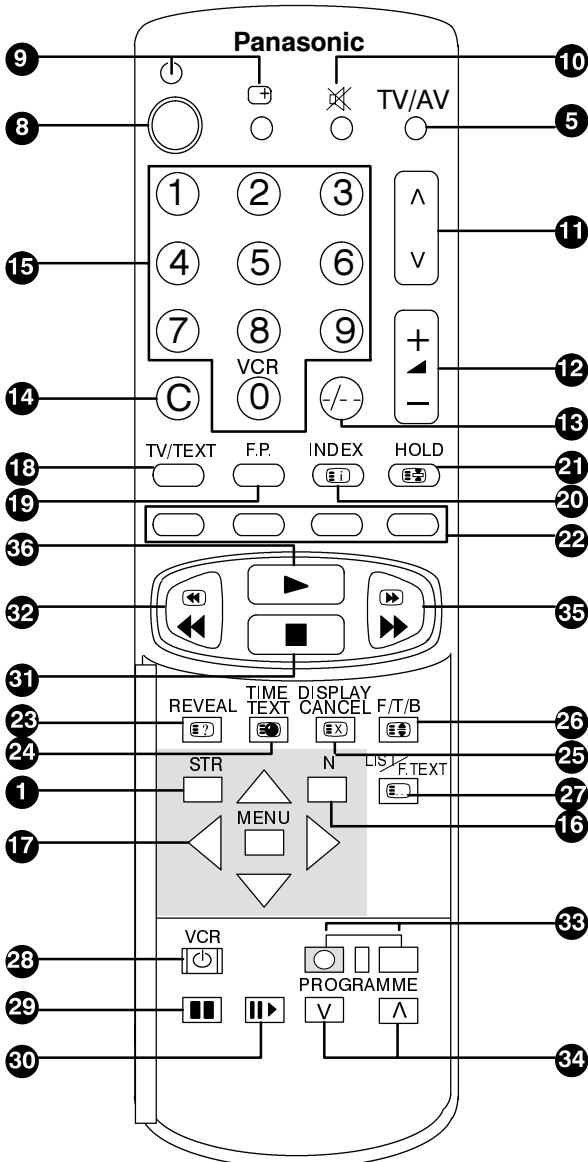 Panasonic
9 10
TV/AV
8 5
1 2 3
11
15 4 5 6
7 8 9
+
VCR 12
14 C 0 -/-- −
13
18 TV/TEXT F.P. INDEX HOLD 21
i
19 20
22
36
32 35
31
REVEAL TIME TEXT DISPLAY CANCEL F/T/B
23 ? X 26
24 25
STR N LIST/F.TEXT
1 27
MENU 16
17
33
VCR
28
PROGRAMME
29 V Λ
30 34